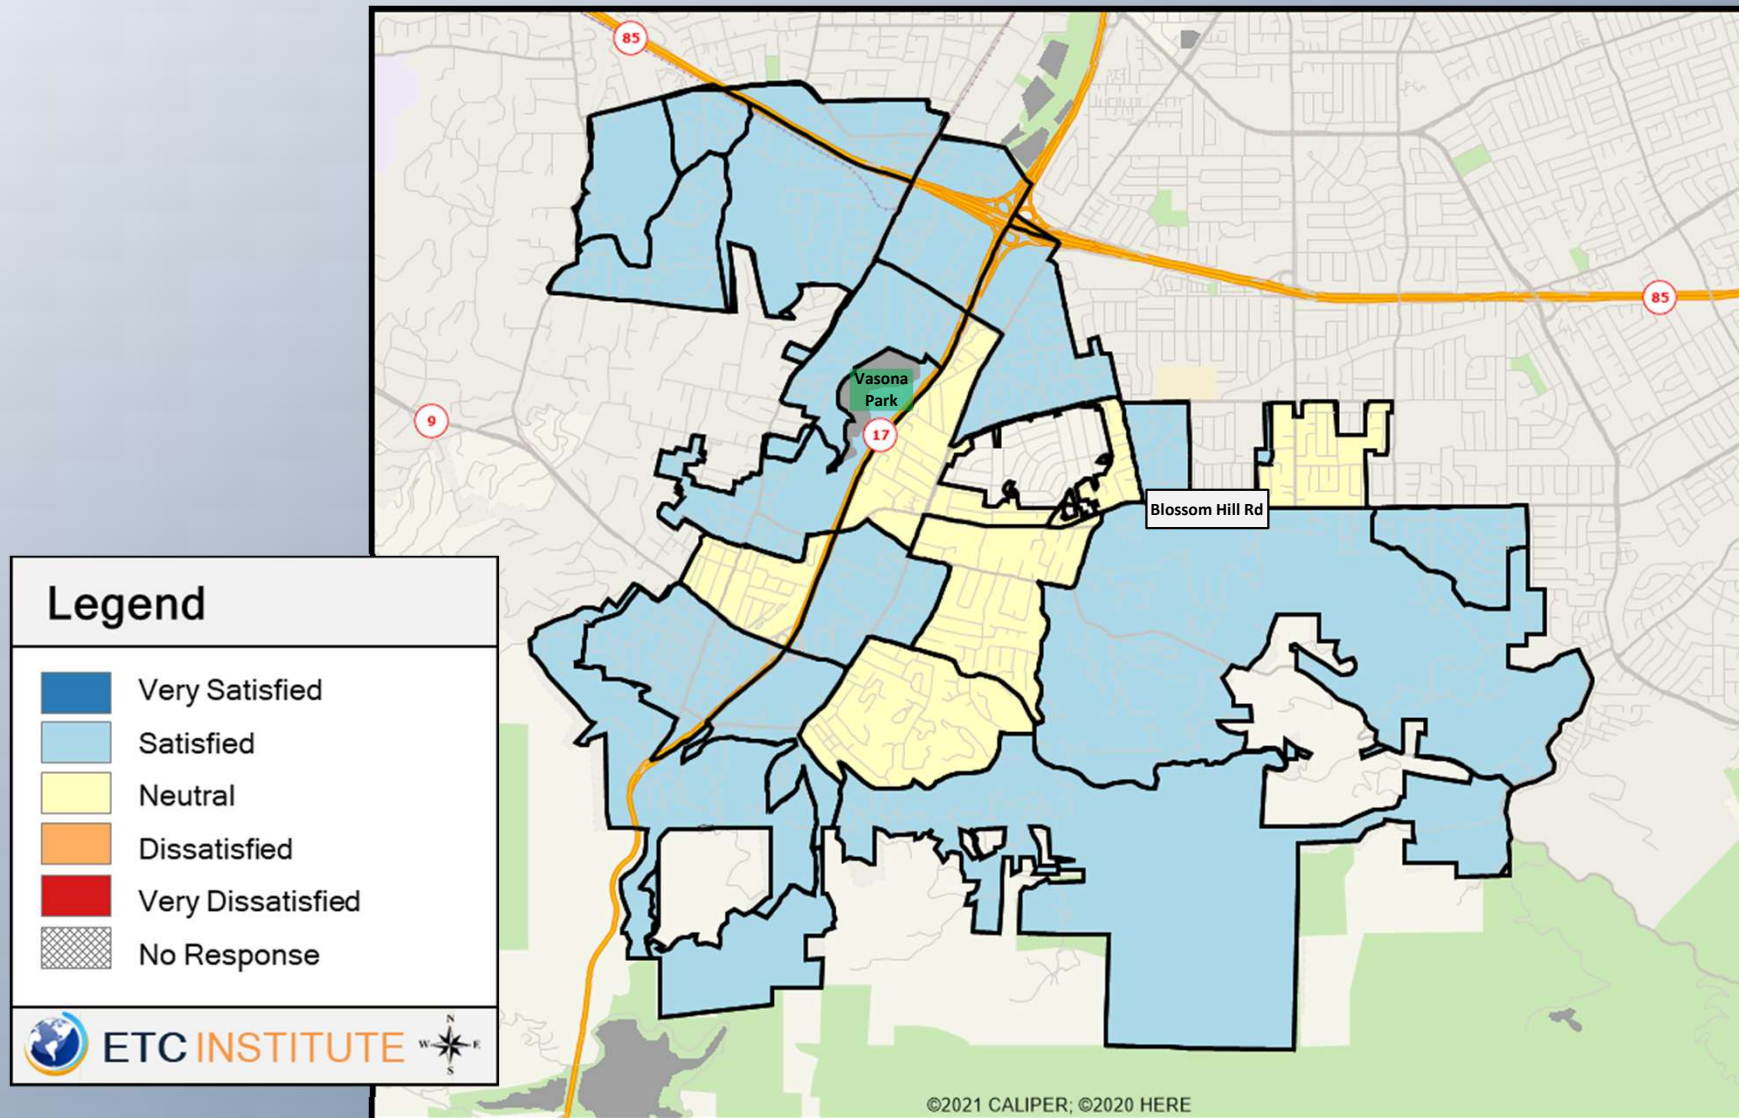 85
85
9
Vasona
Park
17
Blossom Hill Rd
Legend
Very Satisfied
Satisfied
Neutral
Dissatisfied
Very Dissatisfied
No Response
ETC INSTITUTE
N
W
E
S
©2021 CALIPER; ©2020 HERE